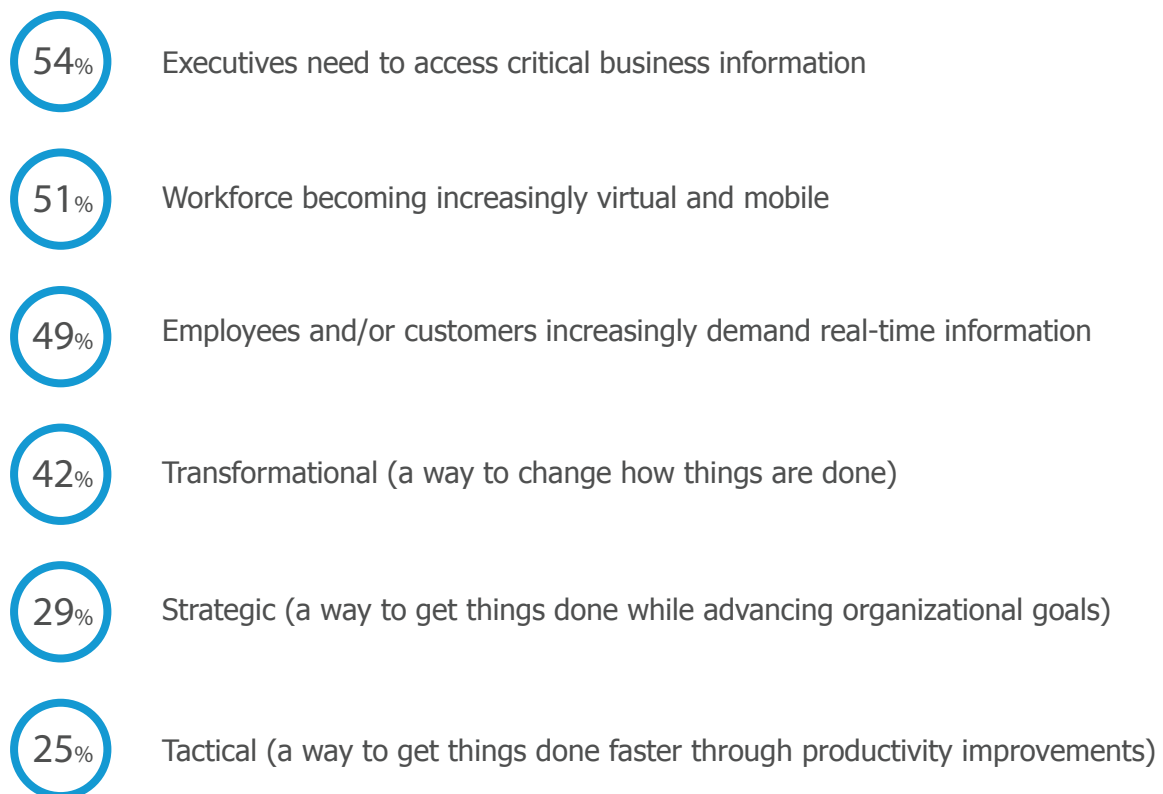 54% Executives need to access critical business information
51% Workforce becoming increasingly virtual and mobile
49% Employees and/or customers increasingly demand real-time information
42% Transformational (a way to change how things are done)
29% Strategic (a way to get things done while advancing organizational goals)
25% Tactical (a way to get things done faster through productivity improvements)